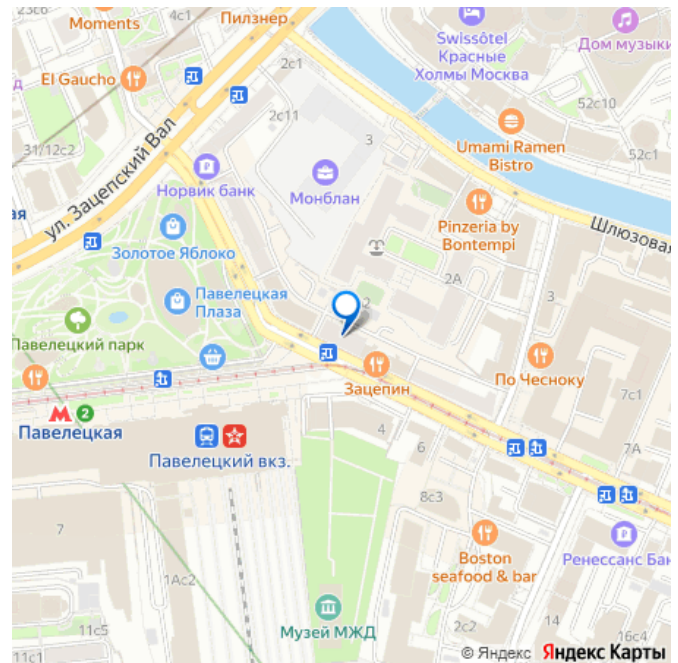 23с6
Moments
4с1
Пилзнер
Swissôtel
Красные
Холмы Москва
Дом музыки
El Gaucho
2с1
52с10
2с11
3
Umami Ramen
Bistro
52с1
31/12с2
ул. Зацепский Вал
Норвик банк
Монблан
Pinzeria by
Bontempi
Шлюзовая
ая
Золотое Яблоко
2А
3
Павелецкая
Плаза
2
Павелецкий парк
Зацепин
По Чесноку
7с1
М 2
Павелецкая
Павелецкий вкз.
4
6
7А
8с3
7
Boston
seafood & bar
Ренессанс Бан
1Ас2
11с5
Музей МЖД
12
14
16с4
© Яндекс Яндекс Карты